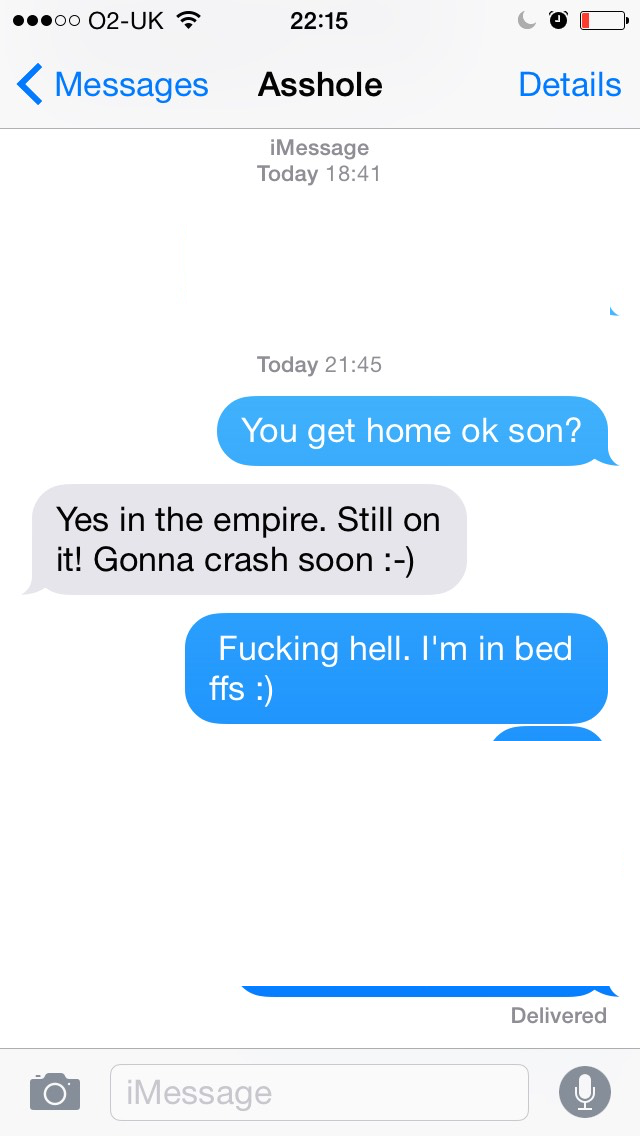 O2-UK
22:15
Messages
Asshole
Details
iMessage
Today 18:41
Today 21:45
You get home ok son?
Yes in the empire. Still on
it! Gonna crash soon :-)
Fucking hell. I'm in bed
ffs :)
Delivered
iMessage